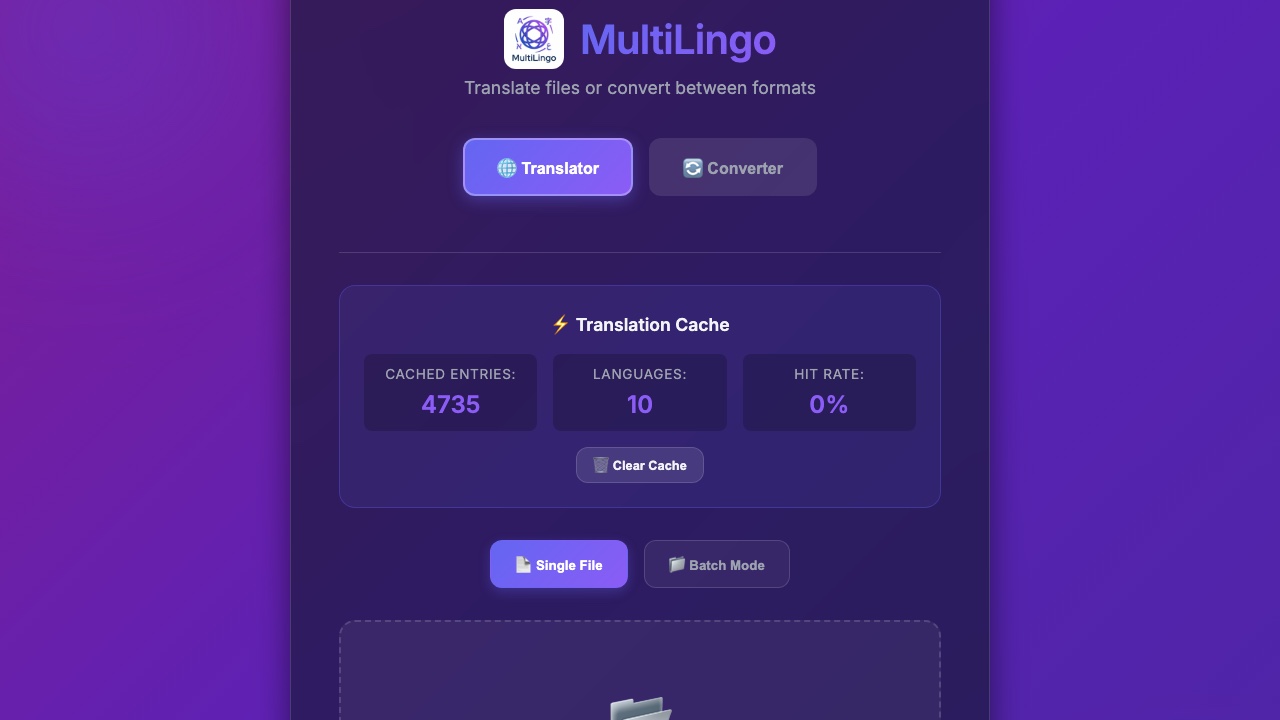 MultiLingo
MultiLingo
Translate files or convert between formats
Translator
Converter
Translation Cache
CACHED ENTRIES:
4735
LANGUAGES:
10
HIT RATE:
0%
Clear Cache
Single File
Batch Mode